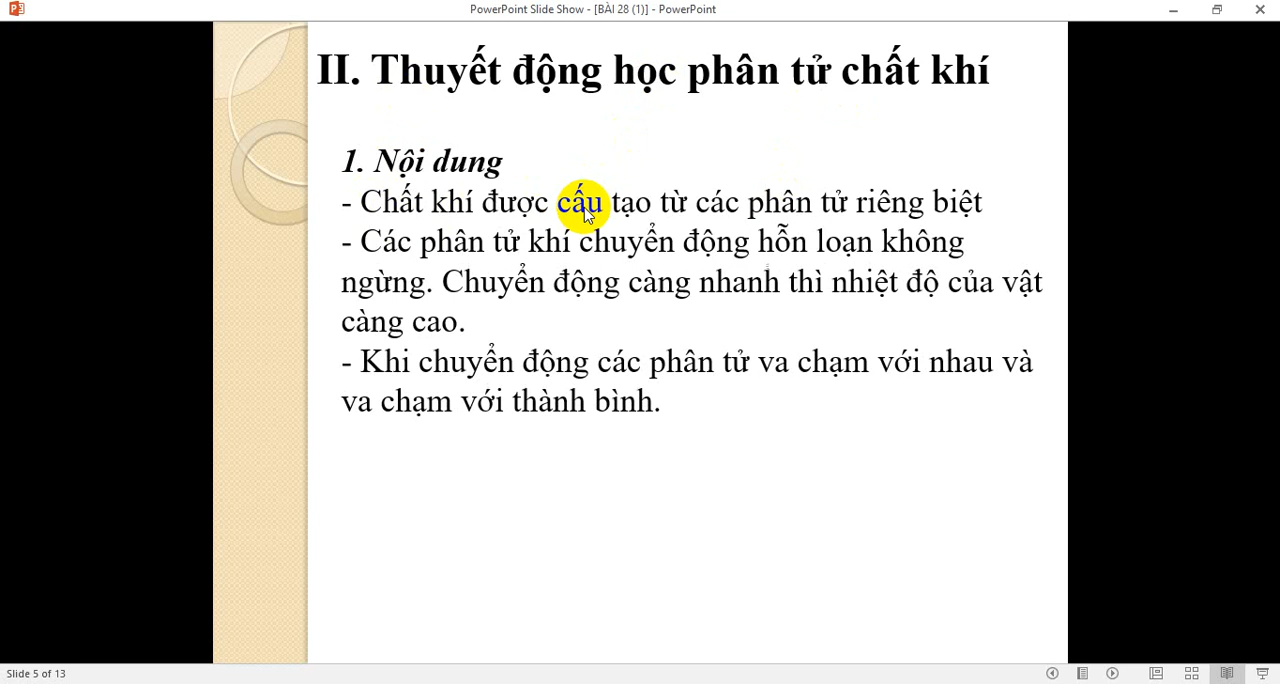 PowerPoint Slide Show - [BÀI 28 (1)] - PowerPoint
II. Thuyết động học phân tử chất khí
1. Nội dung
- Chất khí được cấu tạo từ các phân tử riêng biệt
- Các phân tử khí chuyển động hỗn loạn không
ngừng. Chuyển động càng nhanh thì nhiệt độ của vật
càng cao.
- Khi chuyển động các phân tử va chạm với nhau và
va chạm với thành bình.
Slide 5 of 13